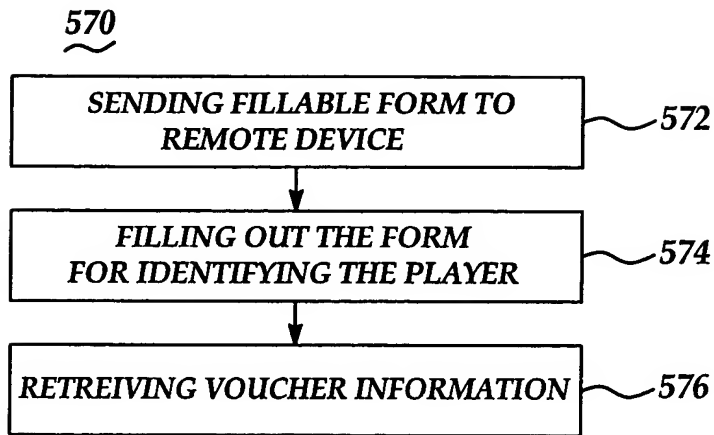 570
SENDING FILLABLE FORM TO
REMOTE DEVICE
572
FILLING OUT THE FORM
FOR IDENTIFYING THE PLAYER
574
RETREIVING VOUCHER INFORMATION
576